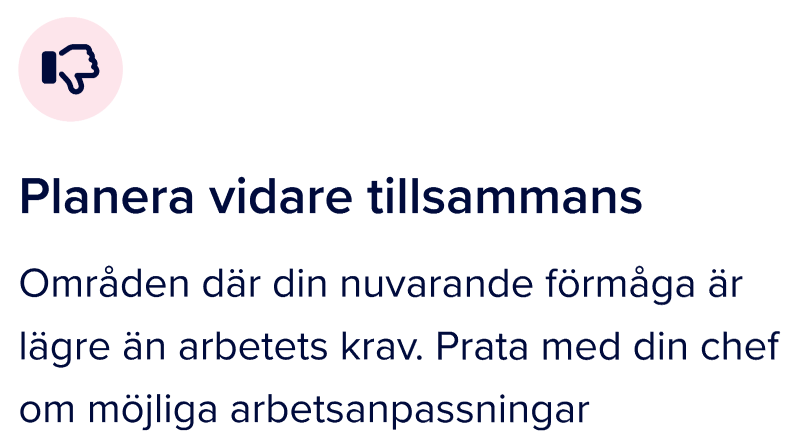 Planera vidare tillsammans
Områden där din nuvarande förmåga är
lägre än arbetets krav. Prata med din chef
om möjliga arbetsanpassningar